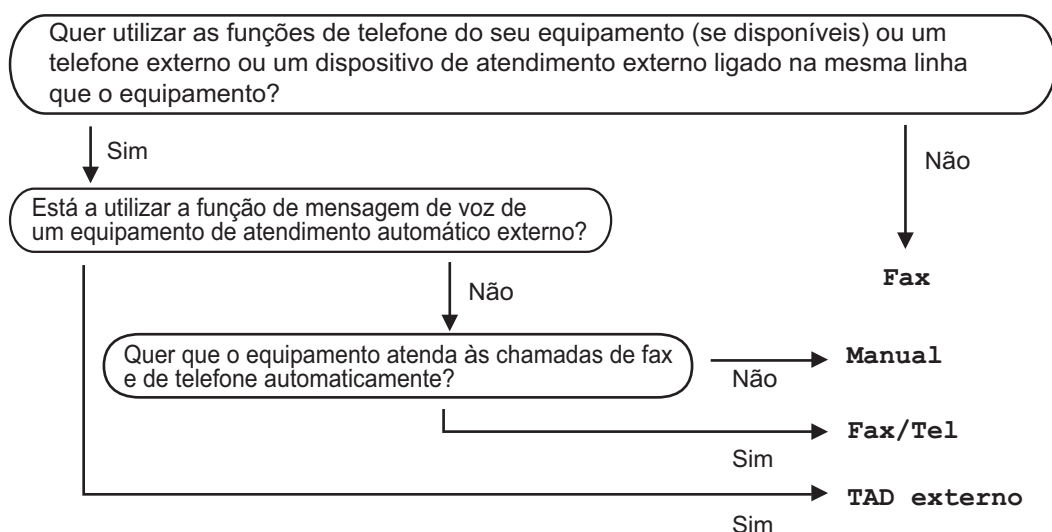 Quer utilizar as funções de telefone do seu equipamento (se disponíveis) ou um
telefone externo ou um dispositivo de atendimento externo ligado na mesma linha
que o equipamento?
Sim
Não
Está a utilizar a função de mensagem de voz de
um equipamento de atendimento automático externo?
Fax
Não
Quer que o equipamento atenda às chamadas de fax
e de telefone automaticamente?
Não
Manual
Sim
Fax/Tel
Sim
TAD externo